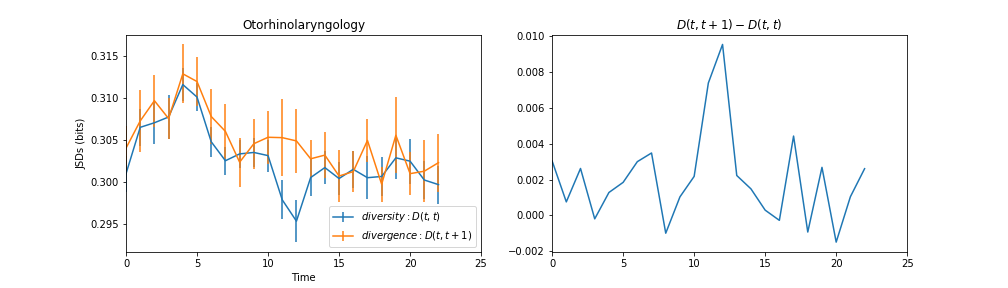 Otorhinolaryngology
JSDs (bits)
0.315
0.310
0.305
0.300
0.295
0 5 10 15 20 25
Time
diversity: D(t, t)
divergence: D(t, t+1)
D(t, t+1) − D(t, t)
0.010
0.008
0.006
0.004
0.002
0.000
−0.002
0 5 10 15 20 25